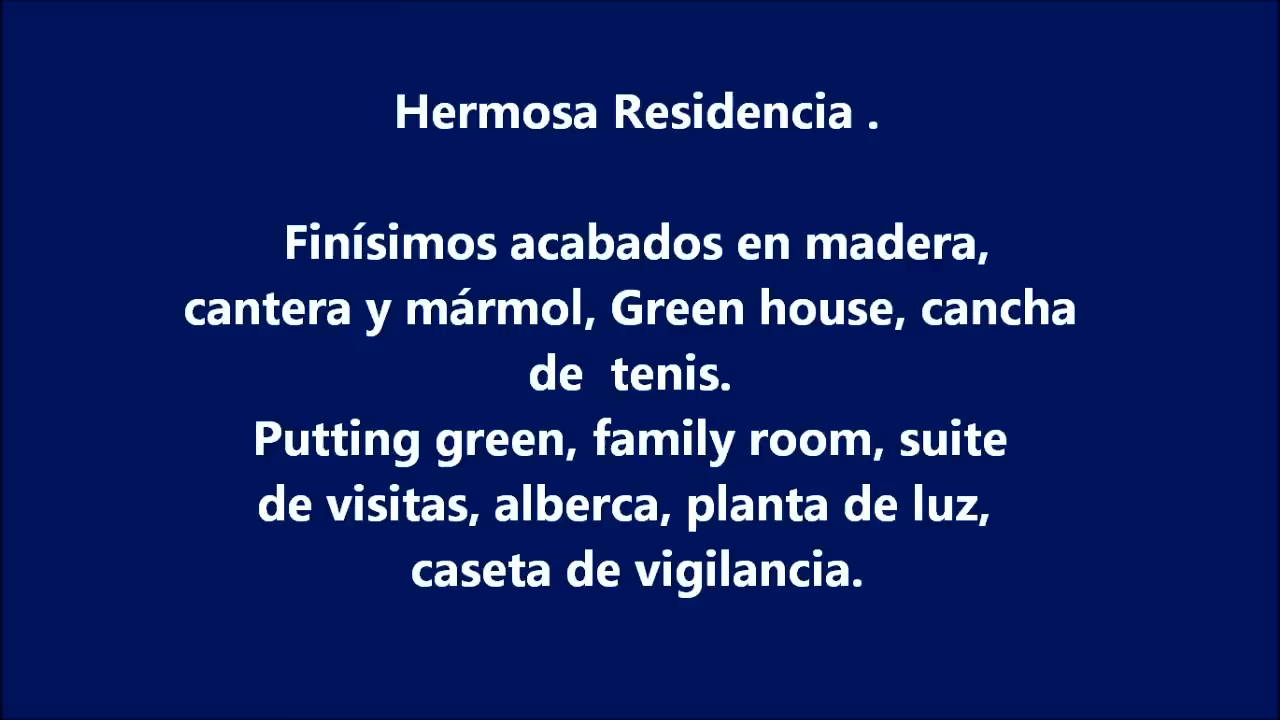 Hermosa Residencia .
Finísimos acabados en madera,
cantera y mármol, Green house, cancha
de  tenis.
Putting green, family room, suite
de visitas, alberca, planta de luz,
caseta de vigilancia.